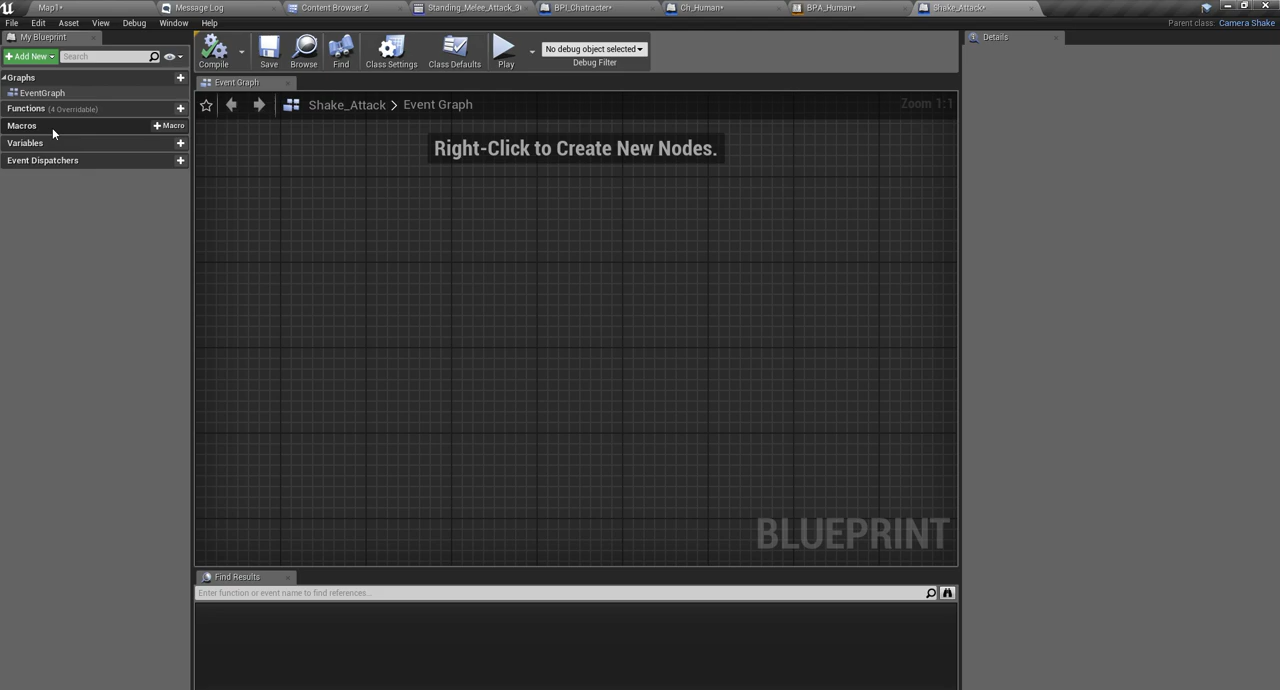 Map1*
Message Log
Content Browser 2
Standing_Melee_Attack_3
BPI_Chatracter*
Ch_Human*
BPA_Human*
Shake_Attack*
File Edit Asset View Debug Window Help
Parent class: Camera Shake
My Blueprint
Details
Add New
Search
Compile
Save
Browse
Find
Class Settings
Class Defaults
Play
No debug object selected
Debug Filter
Graphs
Event Graph
EventGraph
Shake_Attack > Event Graph
Zoom 1:1
Functions (4 Overridable)
Macros
+ Macro
Variables
Event Dispatchers
Right-Click to Create New Nodes.
BLUEPRINT
Find Results
Enter function or event name to find references...